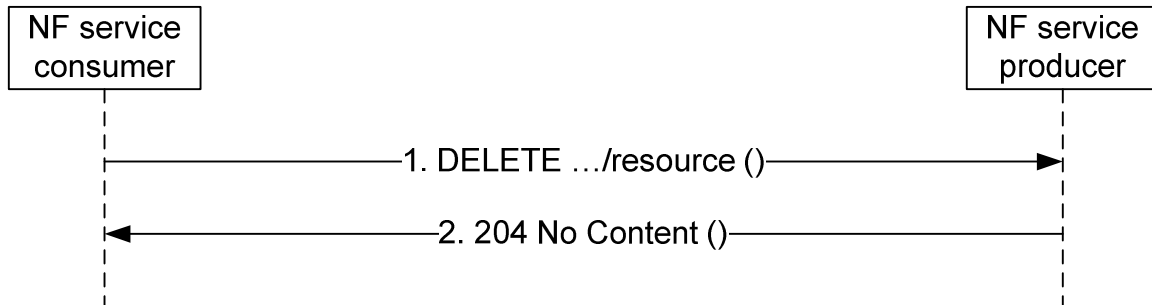 NF service
consumer
NF service
producer
1. DELETE …/resource ()
2. 204 No Content ()